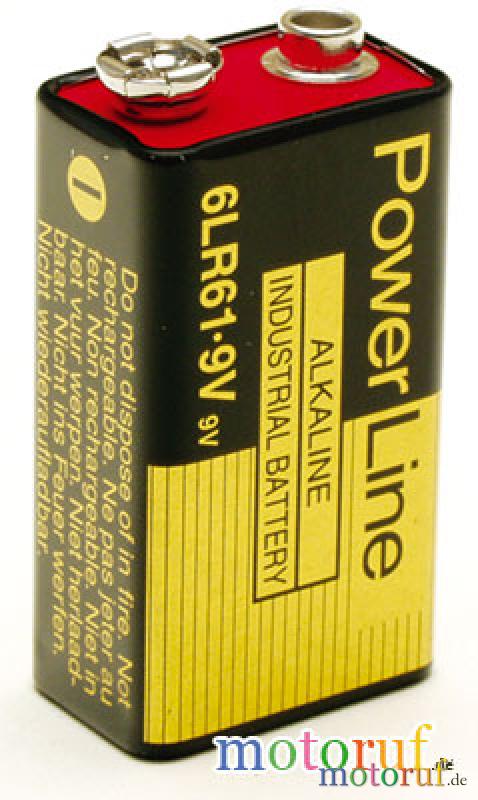 Power Line
ALKALINE
INDUSTRIAL BATTERY
6LR61·9V 9V
Do not dispose of in fire. Not
rechargeable. Ne pas jeter au
feu. Non rechargeable. Niet in
het vuur werpen. Niet herlaad-
baar. Nicht ins Feuer werfen.
Nicht wiederaufladbar.
motoruf.de
motoruf.de